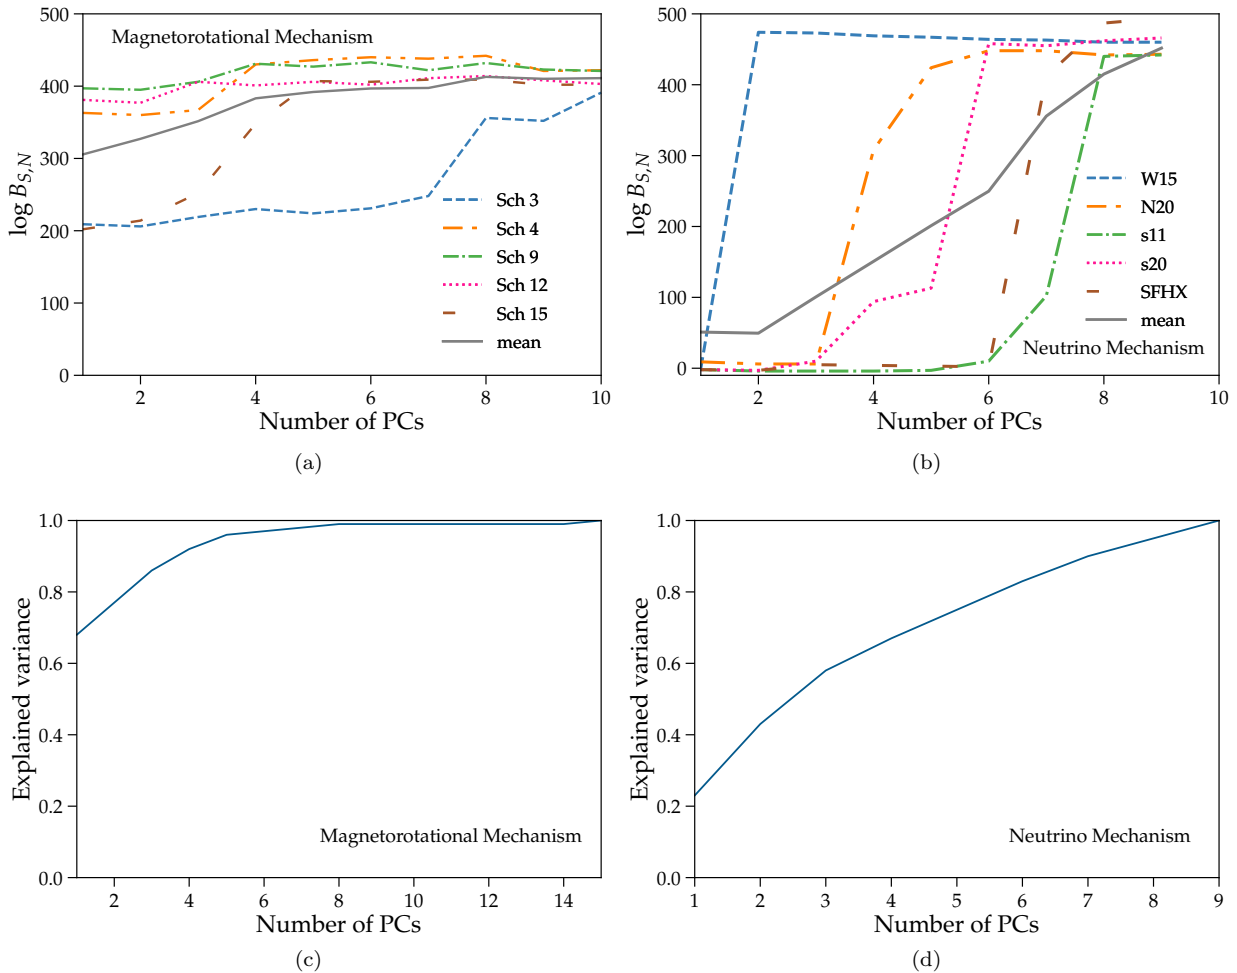 500
400
300
200
100
0
log B_{S,N}
Magnetorotational Mechanism
Sch 3
Sch 4
Sch 9
Sch 12
Sch 15
mean
2 4 6 8 10
Number of PCs
(a)
500
400
300
200
100
0
log B_{S,N}
W15
N20
s11
s20
SFHX
mean
Neutrino Mechanism
2 4 6 8 10
Number of PCs
(b)
1.0
0.8
0.6
0.4
0.2
0.0
Explained variance
Magnetorotational Mechanism
2 4 6 8 10 12 14
Number of PCs
(c)
1.0
0.8
0.6
0.4
0.2
0.0
Explained variance
Neutrino Mechanism
1 2 3 4 5 6 7 8 9
Number of PCs
(d)